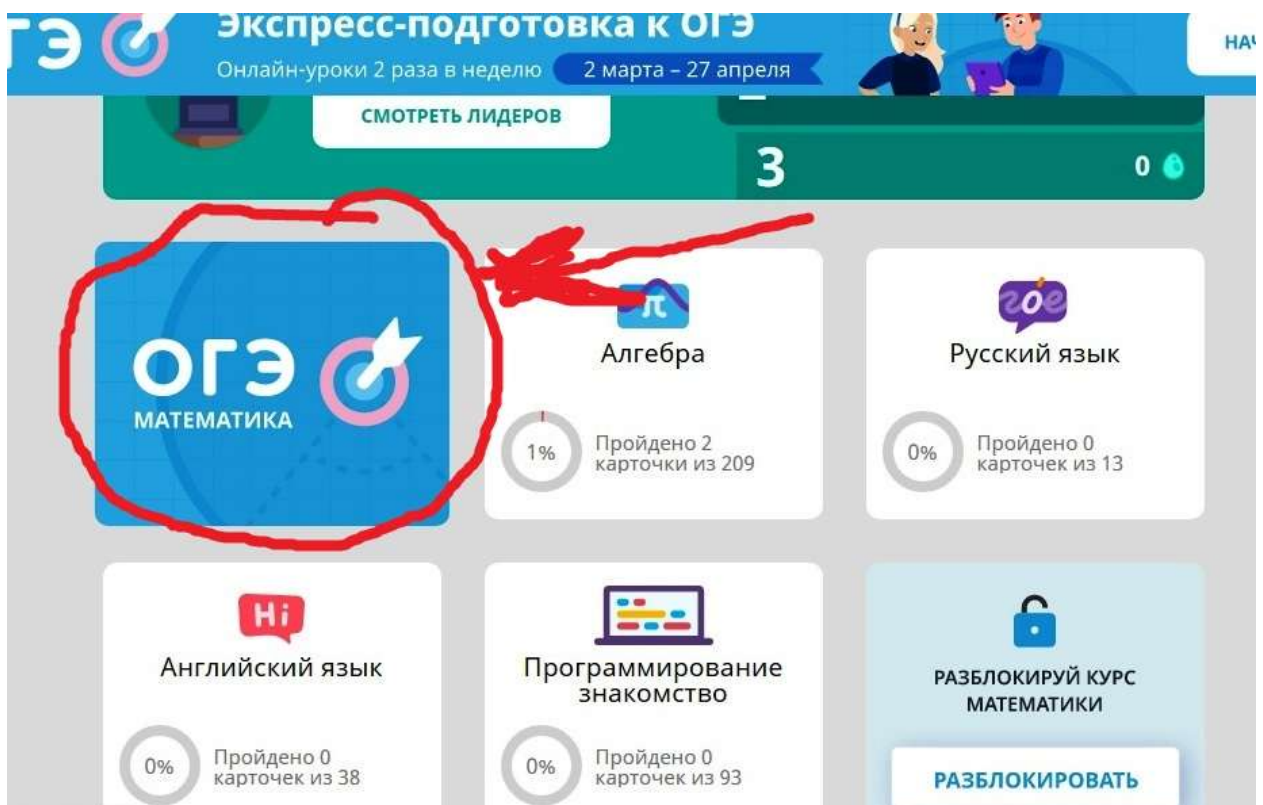 ГЭ
Экспресс-подготовка к ОГЭ
Онлайн-уроки 2 раза в неделю
2 марта – 27 апреля
СМОТРЕТЬ ЛИДЕРОВ
3
0
ОГЭ
МАТЕМАТИКА
π
Алгебра
1%
Пройдено 2
карточки из 209
Русский язык
0%
Пройдено 0
карточек из 13
Hi
Английский язык
0%
Пройдено 0
карточек из 38
Программирование
знакомство
0%
Пройдено 0
карточек из 93
РАЗБЛОКИРУЙ КУРС
МАТЕМАТИКИ
РАЗБЛОКИРОВАТЬ